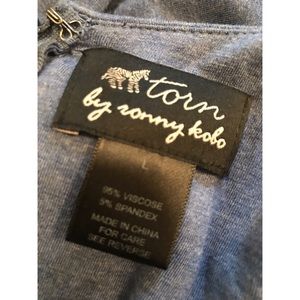 torn
by ronny kobo
L
95% VISCOSE
5% SPANDEX
MADE IN CHINA
FOR CARE
SEE REVERSE